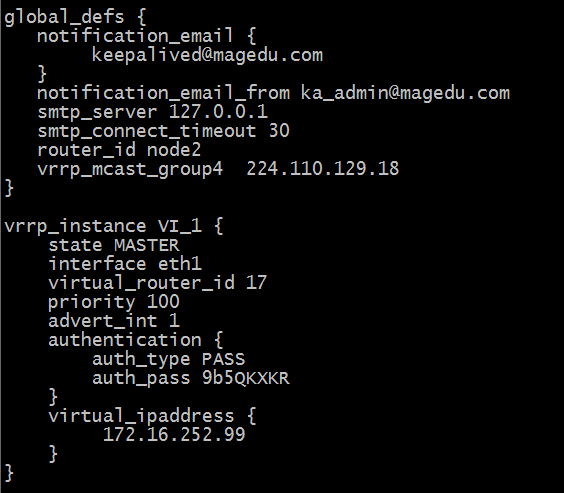 global_defs {
   notification_email {
        keepalived@magedu.com
   }
   notification_email_from ka_admin@magedu.com
   smtp_server 127.0.0.1
   smtp_connect_timeout 30
   router_id node2
   vrrp_mcast_group4  224.110.129.18
}

vrrp_instance VI_1 {
    state MASTER
    interface eth1
    virtual_router_id 17
    priority 100
    advert_int 1
    authentication {
        auth_type PASS
        auth_pass 9b5QKXKR
    }
    virtual_ipaddress {
         172.16.252.99
    }
}